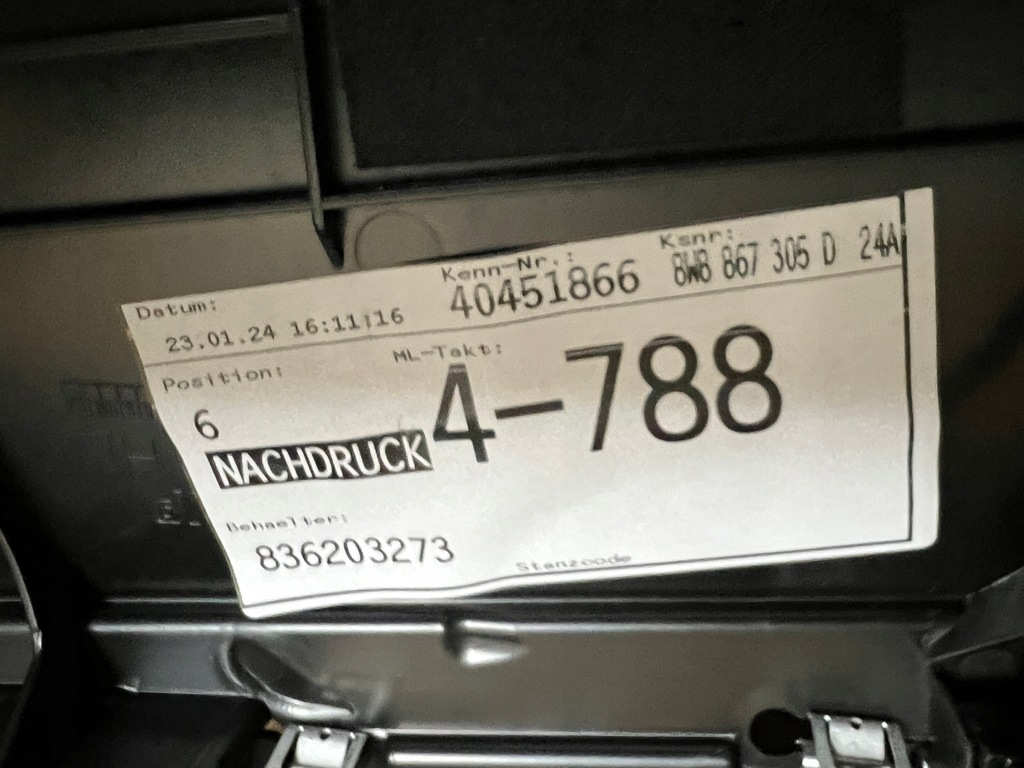 Datum: Kenn-Nr.: Ksnr:
23.01.24 16:11:16 40451866 8W8 867 305 D 24A
Position: ML-Takt:
6 4-788
NACHDRUCK
Behaelter:
836203273
Stanzcode